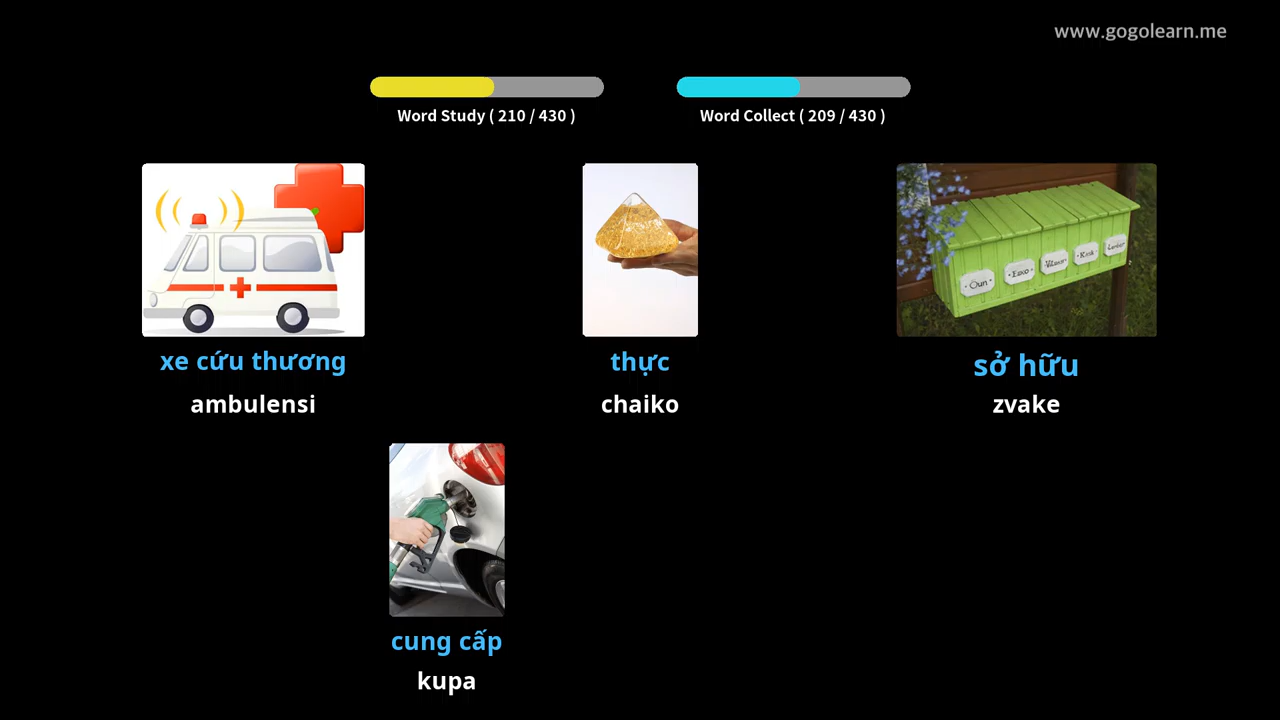 www.gogolearn.me
Word Study ( 210 / 430 )
Word Collect ( 209 / 430 )
xe cứu thương
ambulensi
thực
chaiko
sở hữu
zvake
cung cấp
kupa